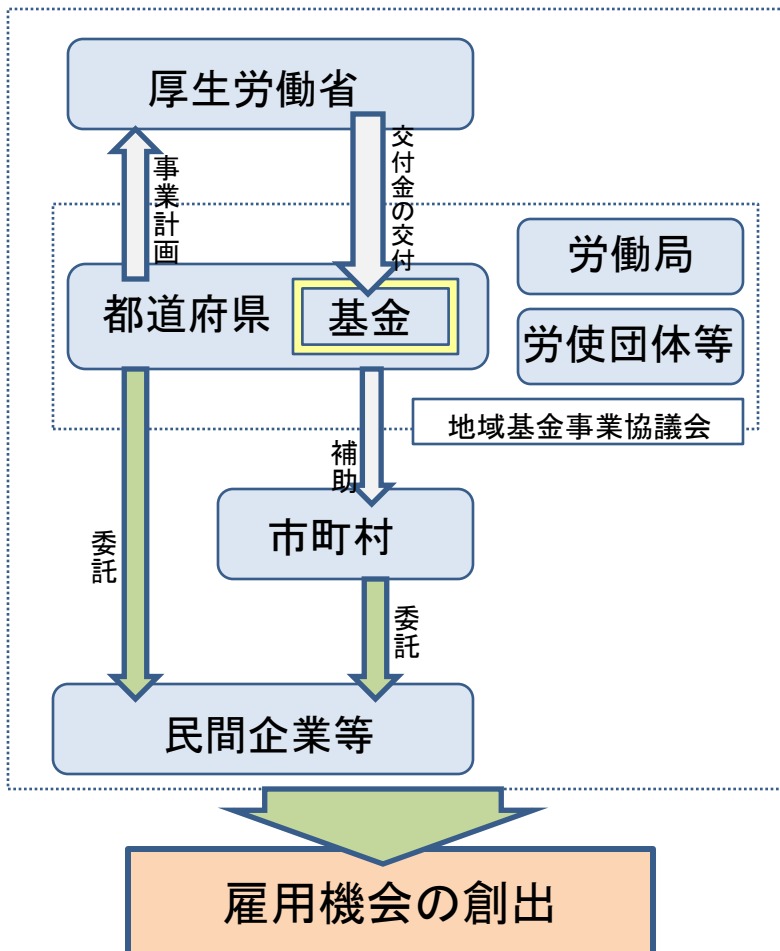 厚生労働省
事業計画
交付金の交付
労働局
都道府県
基金
労使団体等
地域基金事業協議会
補助
市町村
委託
委託
民間企業等
雇用機会の創出